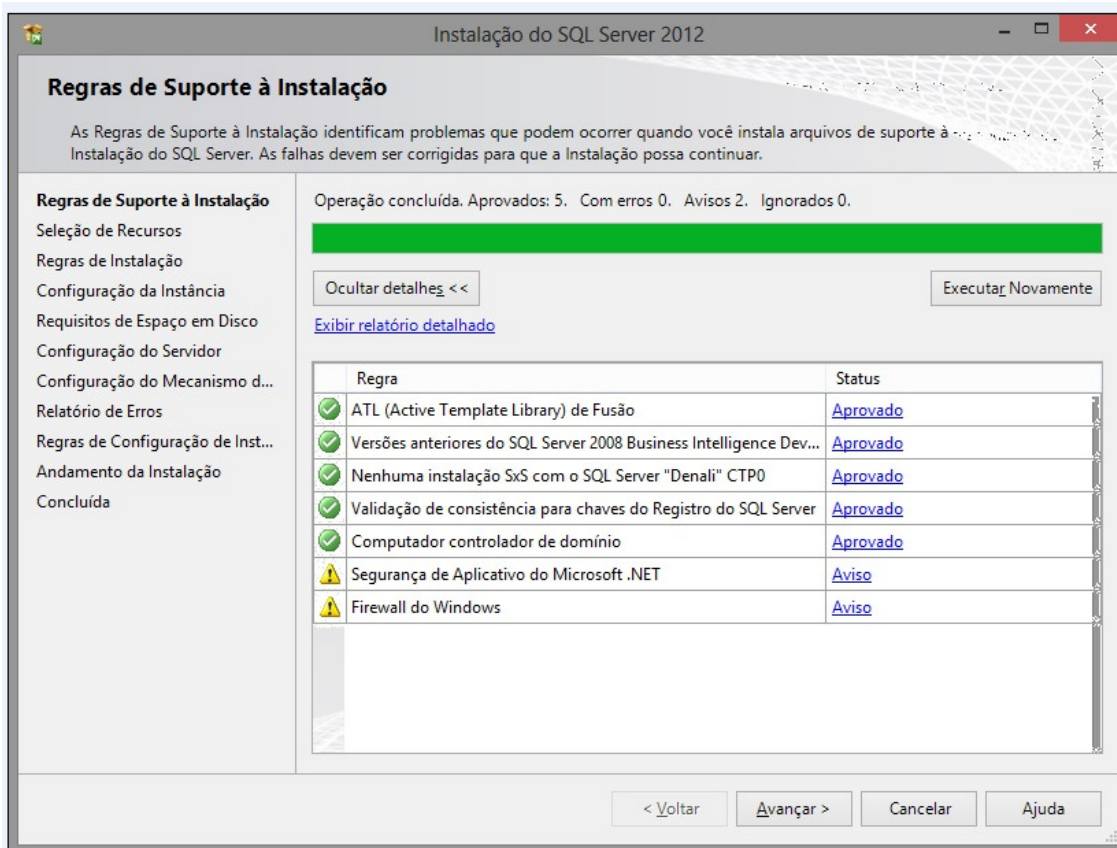 Instalação do SQL Server 2012
Regras de Suporte à Instalação
As Regras de Suporte à Instalação identificam problemas que podem ocorrer quando você instala arquivos de suporte à
Instalação do SQL Server. As falhas devem ser corrigidas para que a Instalação possa continuar.
Regras de Suporte à Instalação
Seleção de Recursos
Regras de Instalação
Configuração da Instância
Requisitos de Espaço em Disco
Configuração do Servidor
Configuração do Mecanismo d...
Relatório de Erros
Regras de Configuração de Inst...
Andamento da Instalação
Concluída
Operação concluída. Aprovados: 5. Com erros 0. Avisos 2. Ignorados 0.
Ocultar detalhes <<
Executar Novamente
Exibir relatório detalhado
Regra Status
ATL (Active Template Library) de Fusão Aprovado
Versões anteriores do SQL Server 2008 Business Intelligence Dev... Aprovado
Nenhuma instalação SxS com o SQL Server "Denali" CTP0 Aprovado
Validação de consistência para chaves do Registro do SQL Server Aprovado
Computador controlador de domínio Aprovado
Segurança de Aplicativo do Microsoft .NET Aviso
Firewall do Windows Aviso
< Voltar
Avançar >
Cancelar
Ajuda